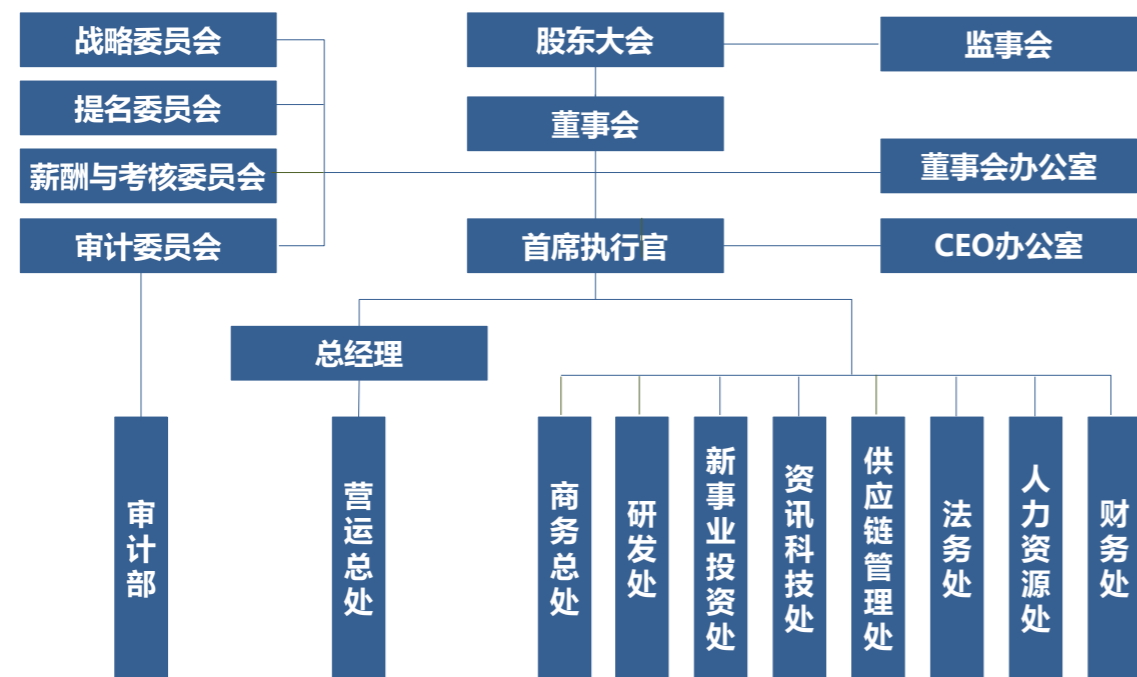 战略委员会
股东大会
监事会
提名委员会
董事会
薪酬与考核委员会
董事会办公室
审计委员会
首席执行官
CEO办公室
总经理
审计部
营运总处
商务总处
研发处
新事业投资处
资讯科技处
供应链管理处
法务处
人力资源处
财务处